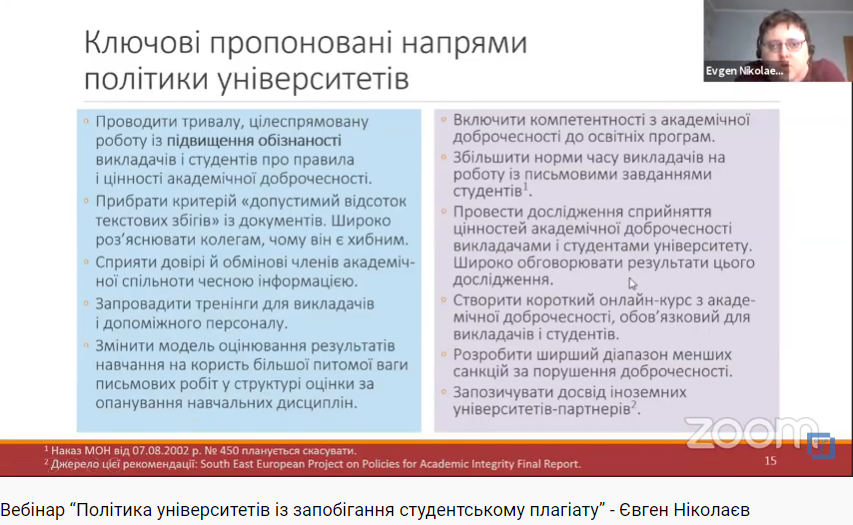 Ключові пропоновані напрями
політики університетів
Evgen Nikolae...
◦ Проводити тривалу, цілеспрямовану
роботу із підвищення обізнаності
викладачів і студентів про правила
і цінності академічної доброчесності.
◦ Прибрати критерій «допустимий відсоток
текстових збігів» із документів. Широко
роз’яснювати колегам, чому він є хибним.
◦ Сприяти довірі й обмінові членів академіч-
ної спільноти чесною інформацією.
◦ Запровадити тренінги для викладачів
і допоміжного персоналу.
◦ Змінити модель оцінювання результатів
навчання на користь більшої питомої ваги
письмових робіт у структурі оцінки за
опанування навчальних дисциплін.
◦ Включити компетентності з академічної
доброчесності до освітніх програм.
◦ Збільшити норми часу викладачів на
роботу із письмовими завданнями
студентів¹.
◦ Провести дослідження сприйняття
цінностей академічної доброчесності
викладачами і студентами університету.
Широко обговорювати результати цього
дослідження.
◦ Створити короткий онлайн-курс з акаде-
мічної доброчесності, обов’язковий для
викладачів і студентів.
◦ Розробити ширший діапазон менших
санкцій за порушення доброчесності.
◦ Запозичувати досвід іноземних
університетів-партнерів².
zoom
¹ Наказ МОН від 07.08.2002 р. № 450 планується скасувати.
² Джерело цієї рекомендації: South East European Project on Policies for Academic Integrity Final Report.
15
Вебінар “Політика університетів із запобігання студентському плагіату” - Євген Ніколаєв